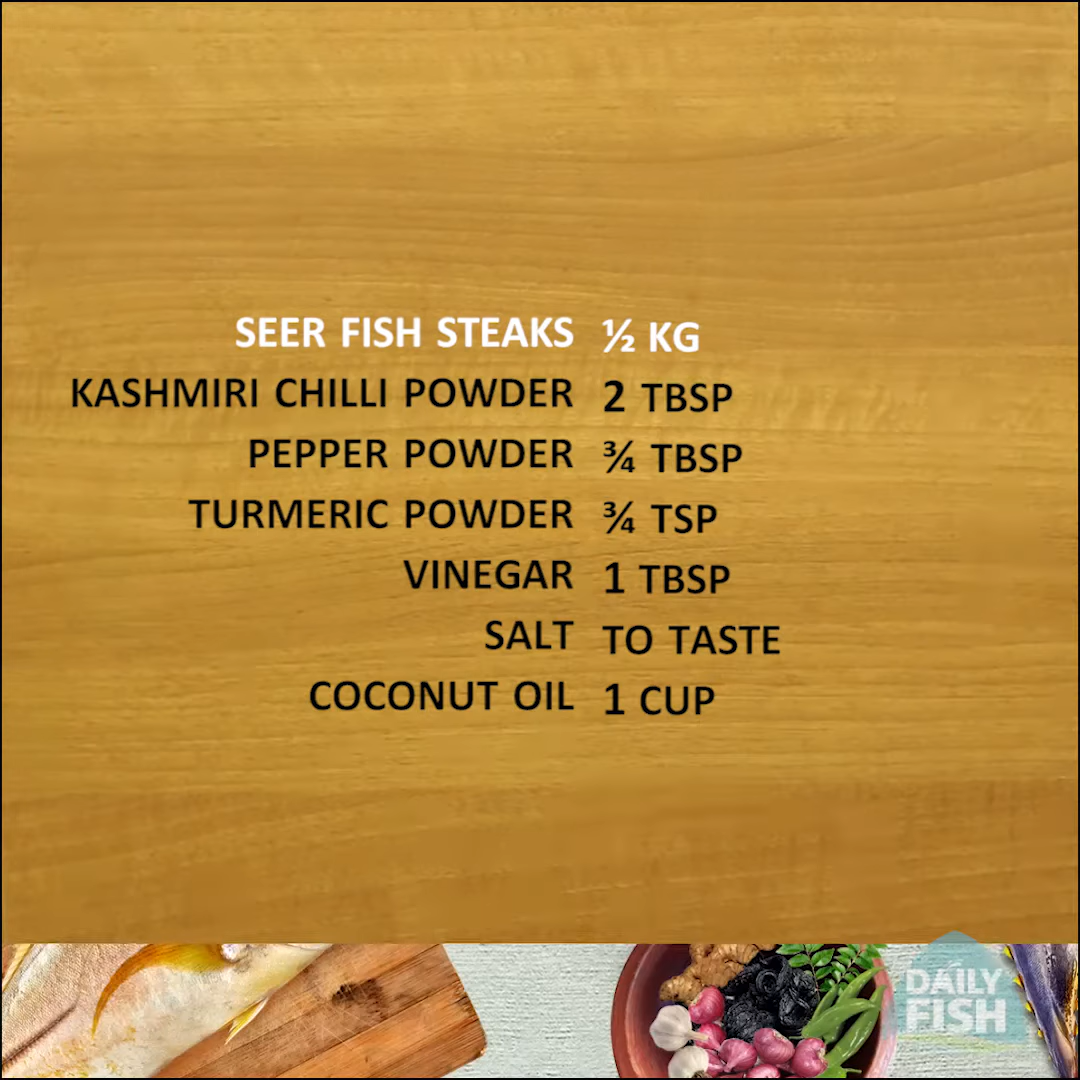 SEER FISH STEAKS ½ KG
KASHMIRI CHILLI POWDER 2 TBSP
PEPPER POWDER ¾ TBSP
TURMERIC POWDER ¾ TSP
VINEGAR 1 TBSP
SALT TO TASTE
COCONUT OIL 1 CUP
DAILY
FISH